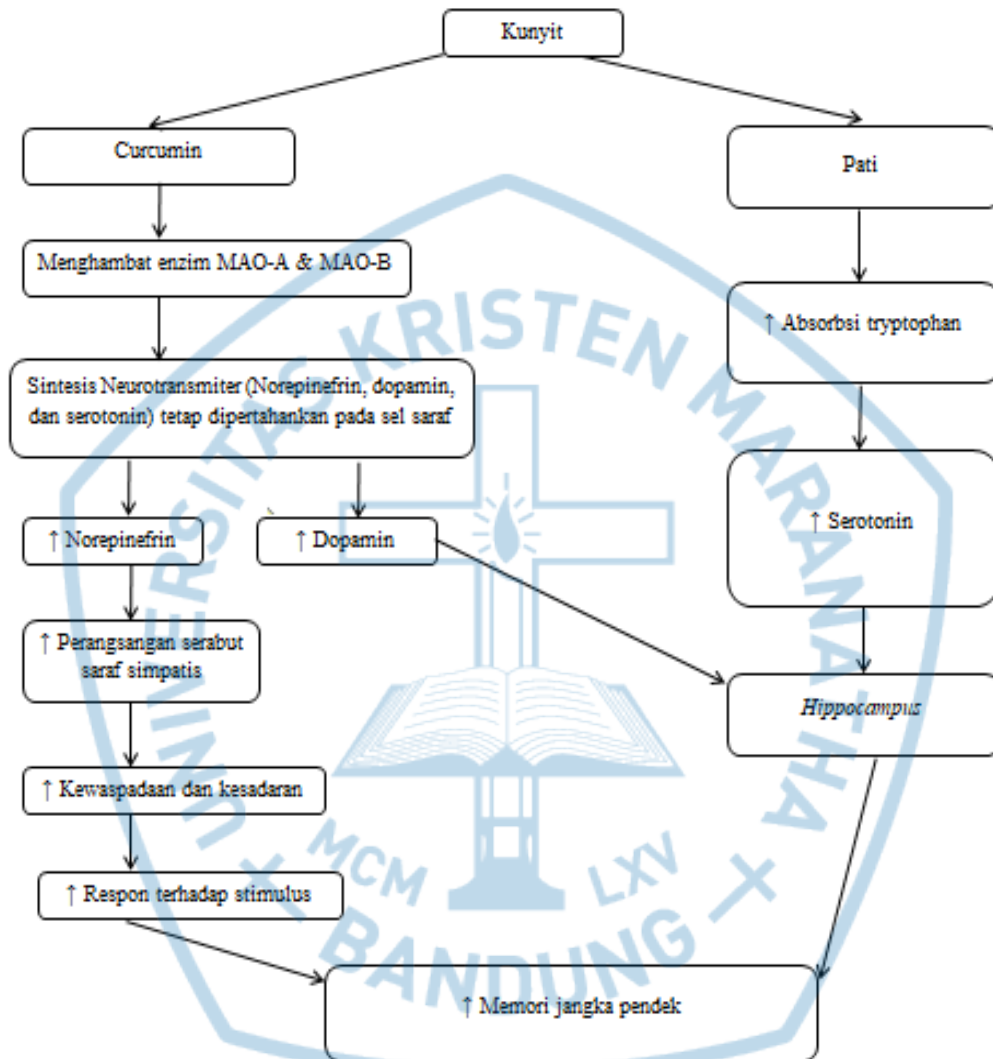 Kunyit
Curcumin
Pati
Menghambat enzim MAO-A & MAO-B
↑ Absorbsi tryptophan
Sintesis Neurotransmiter (Norepinefrin, dopamin,
dan serotonin) tetap dipertahankan pada sel saraf
↑ Serotonin
↑ Norepinefrin
↑ Dopamin
↑ Perangsangan serabut
saraf simpatis
Hippocampus
↑ Kewaspadaan dan kesadaran
↑ Respon terhadap stimulus
↑ Memori jangka pendek
UNIVERSITAS KRISTEN MARANATHA
MCM LXV
BANDUNG